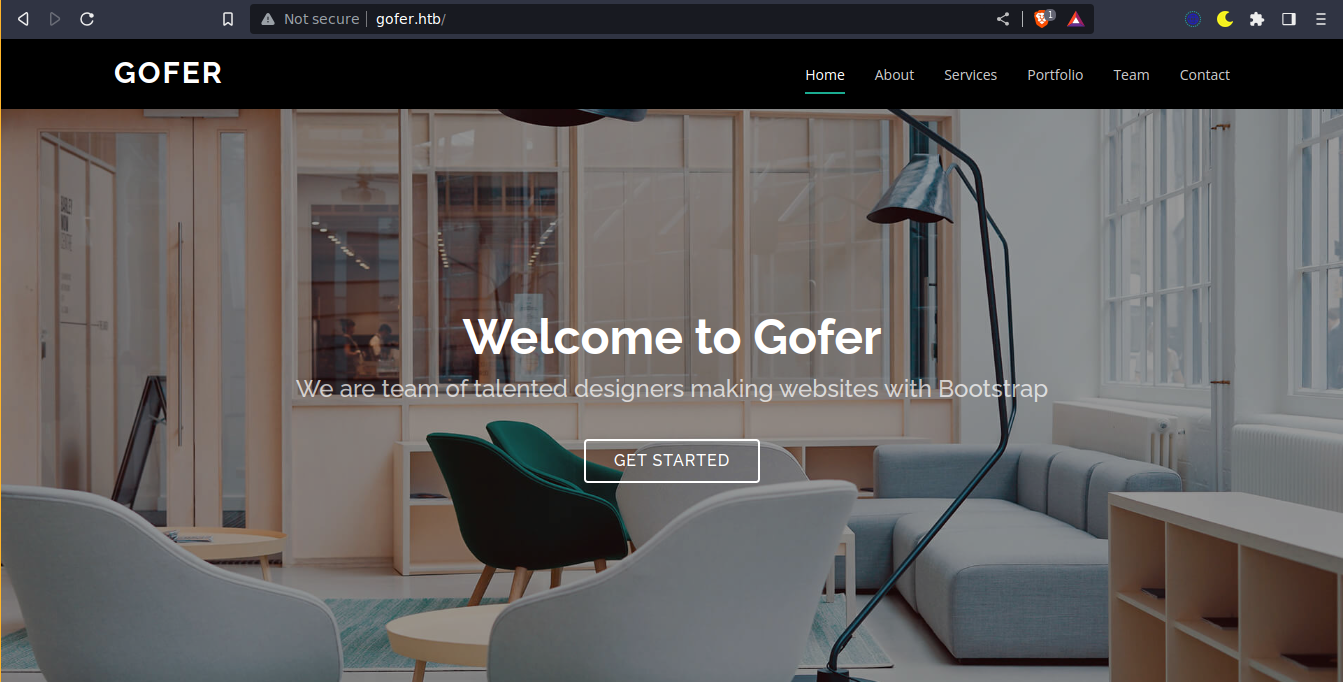 Not secure gofer.htb/
1
GOFER
Home About Services Portfolio Team Contact
Welcome to Gofer
We are team of talented designers making websites with Bootstrap
GET STARTED